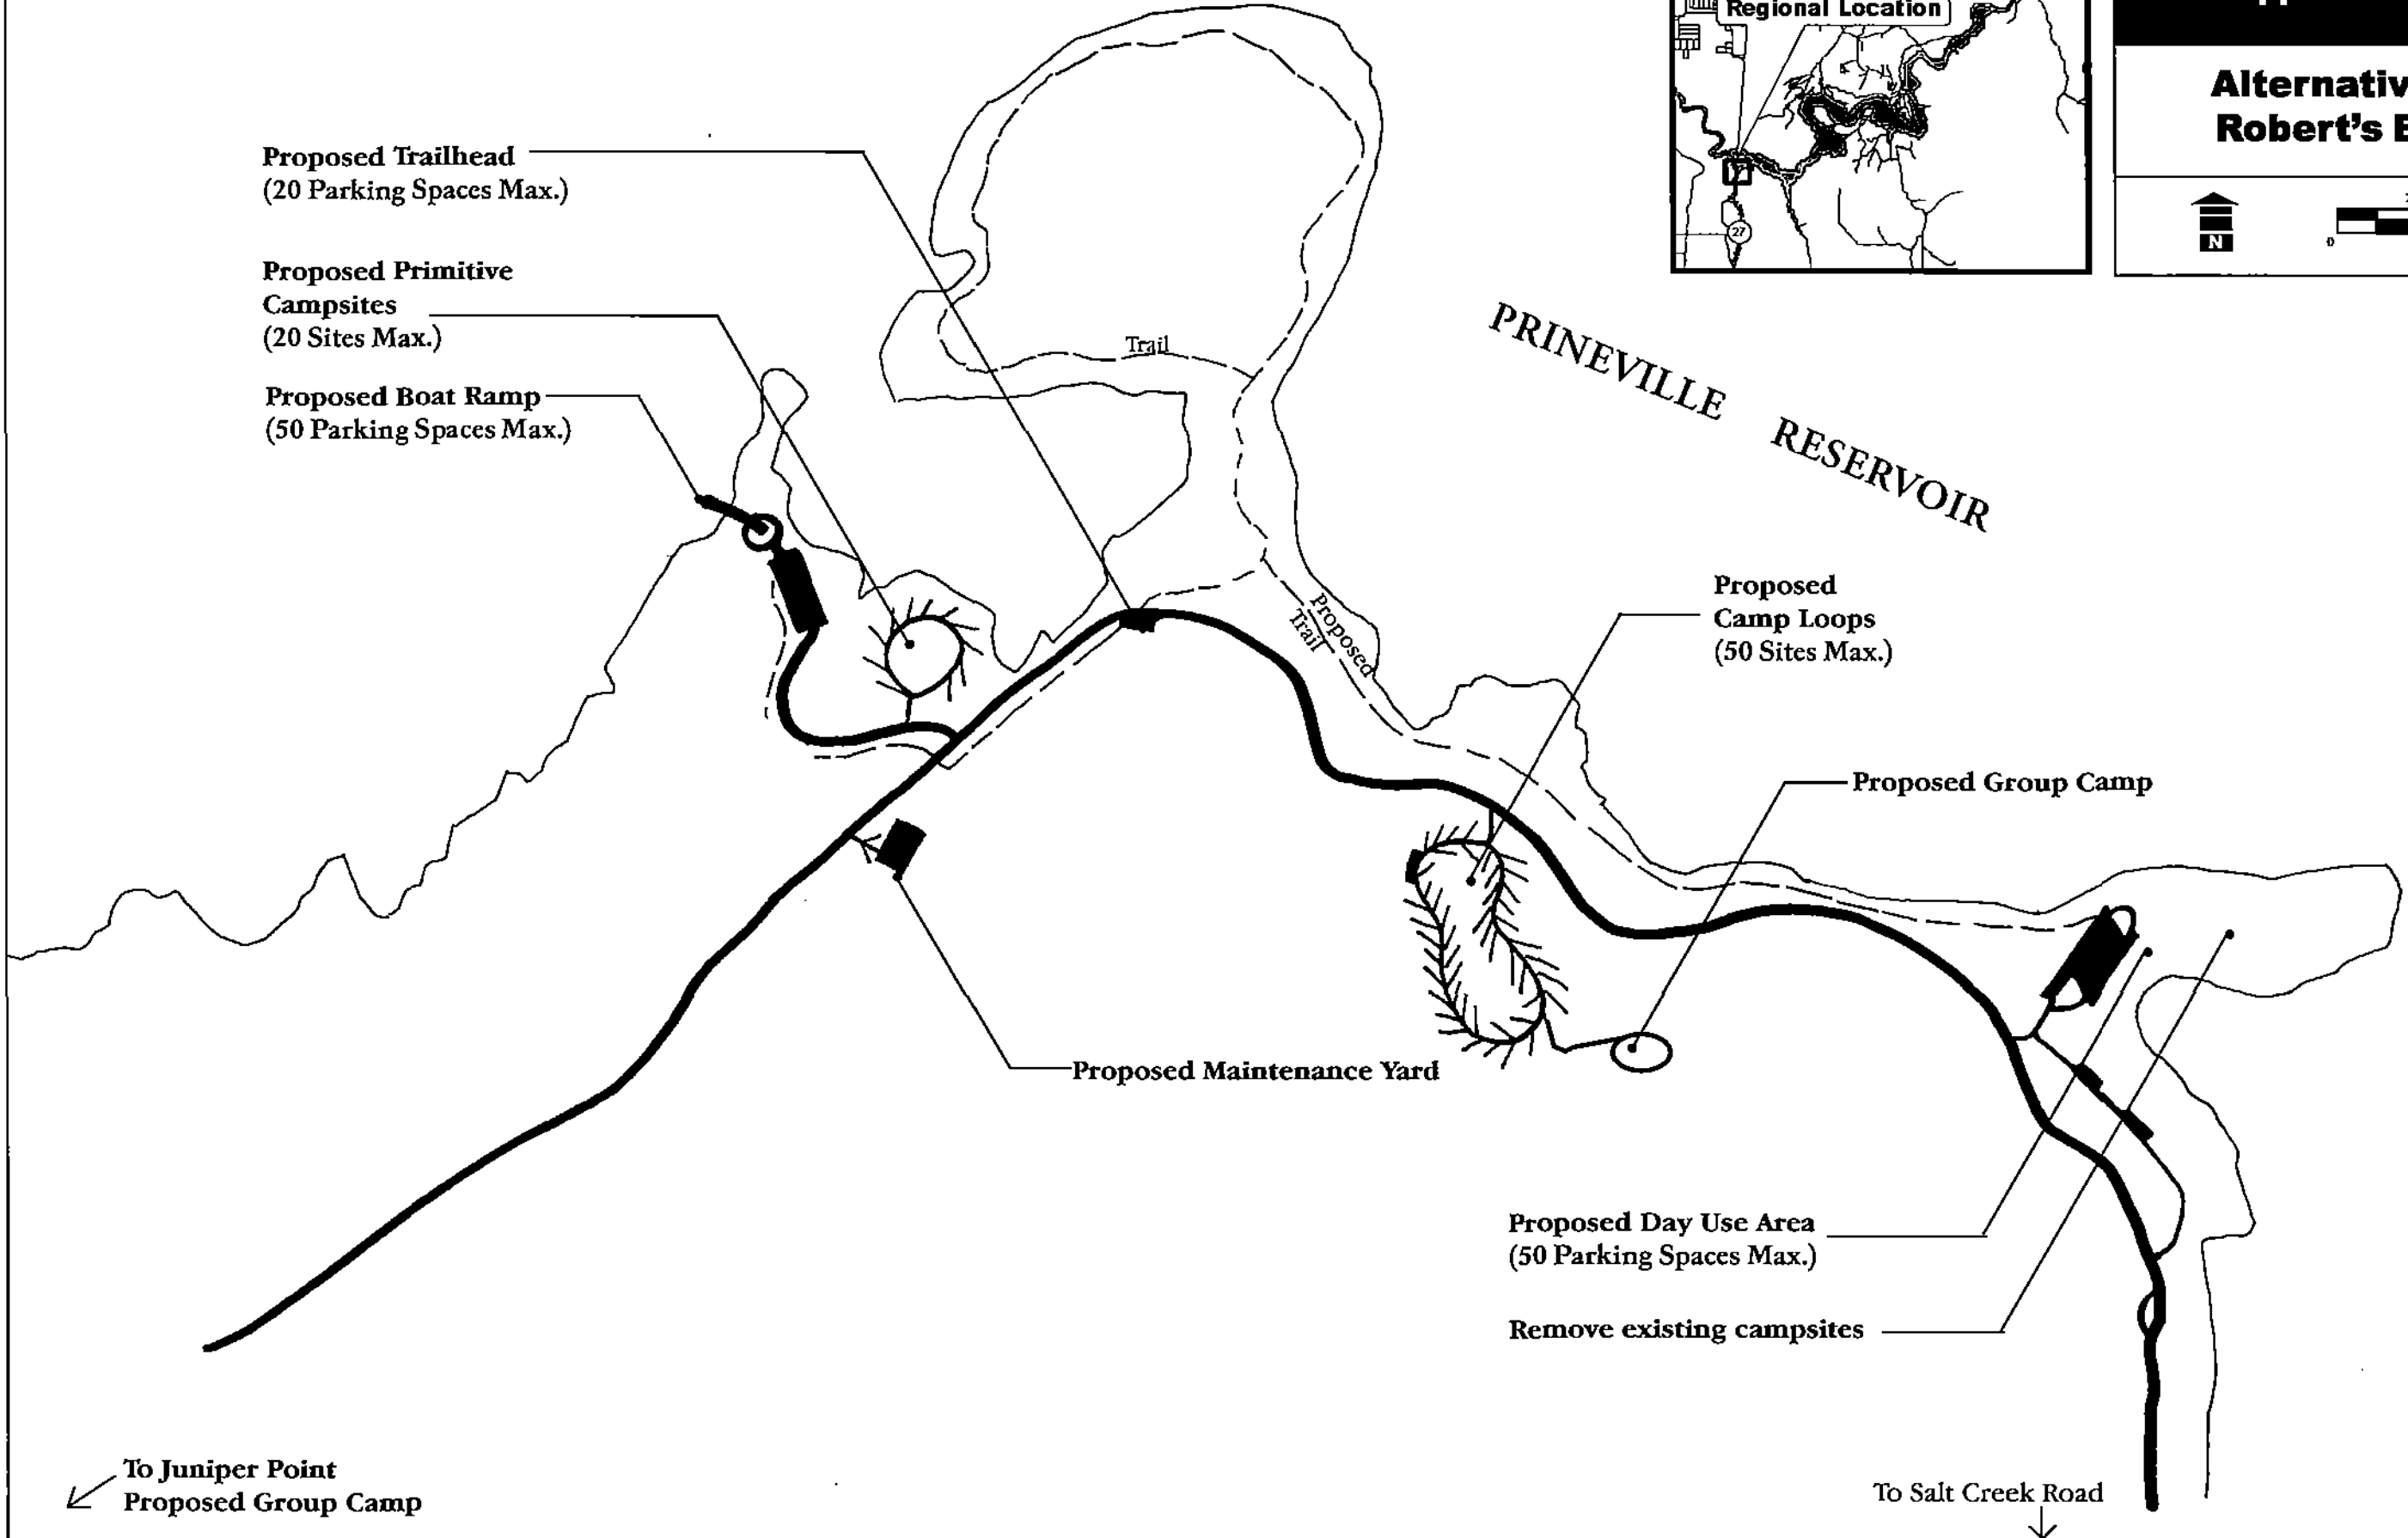 Regional Location
27
Robert's
N
0
Proposed Trailhead
(20 Parking Spaces Max.)
Proposed Primitive
Campsites
(20 Sites Max.)
Proposed Boat Ramp
(50 Parking Spaces Max.)
Trail
PRINEVILLE RESERVOIR
Proposed
Trail
Proposed
Camp Loops
(50 Sites Max.)
Proposed Group Camp
Proposed Maintenance Yard
Proposed Day Use Area
(50 Parking Spaces Max.)
Remove existing campsites
To Juniper Point
Proposed Group Camp
To Salt Creek Road